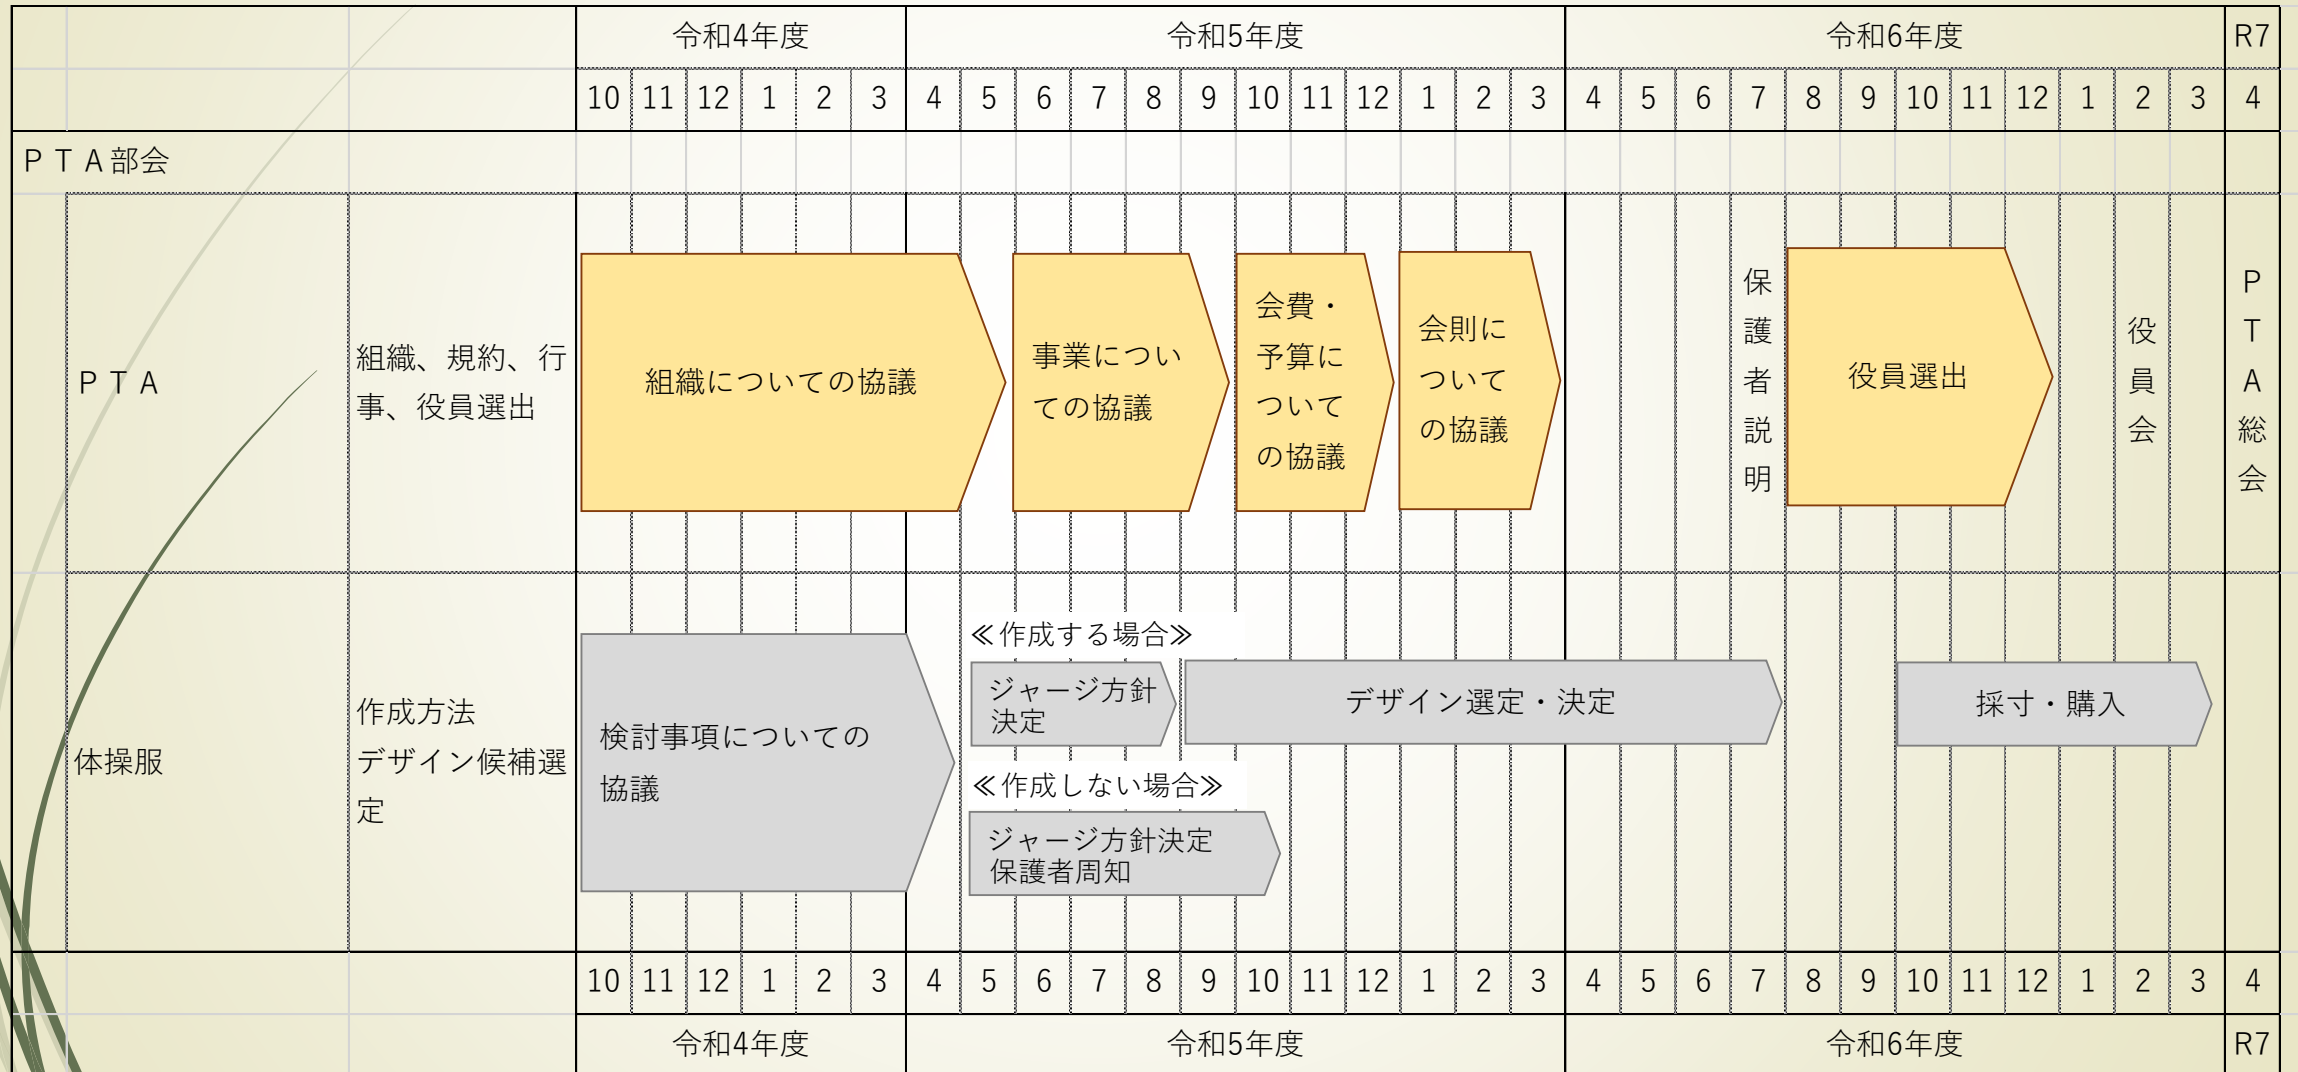 令和4年度 令和5年度 令和6年度 R7
10 11 12 1 2 3 4 5 6 7 8 9 10 11 12 1 2 3 4 5 6 7 8 9 10 11 12 1 2 3 4
ＰＴＡ部会
ＰＴＡ
組織、規約、行
事、役員選出
組織についての協議
事業につい
ての協議
会費・
予算に
ついて
の協議
会則に
ついて
の協議
保護者説明
役員選出
役員会
ＰＴＡ総会
体操服
作成方法
デザイン候補選
定
検討事項についての
協議
≪作成する場合≫
ジャージ方針
決定
デザイン選定・決定
採寸・購入
≪作成しない場合≫
ジャージ方針決定
保護者周知
10 11 12 1 2 3 4 5 6 7 8 9 10 11 12 1 2 3 4 5 6 7 8 9 10 11 12 1 2 3 4
令和4年度 令和5年度 令和6年度 R7